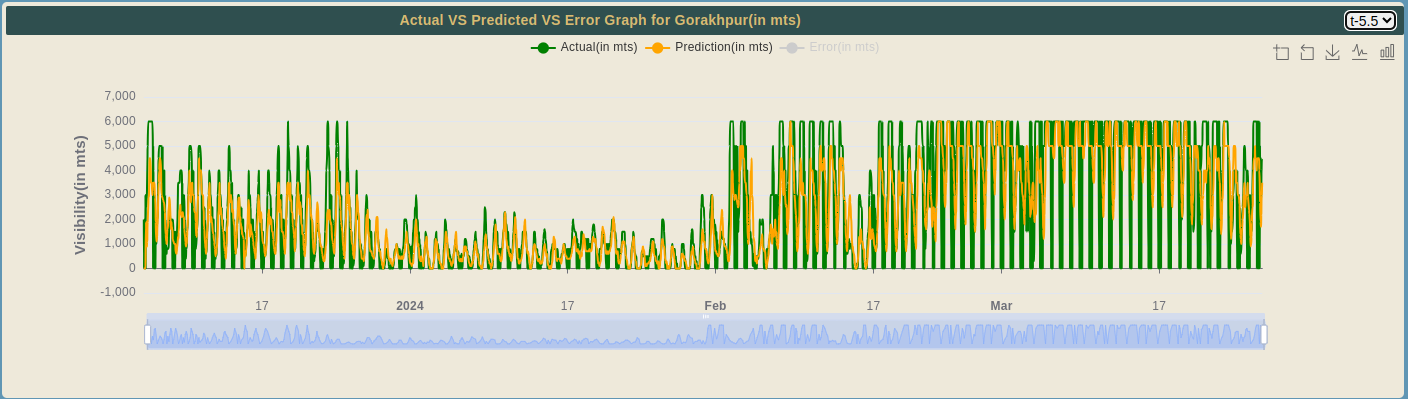 Actual VS Predicted VS Error Graph for Gorakhpur(in mts)
t-5.5
Actual(in mts) Prediction(in mts) Error(in mts)
Visibility(in mts)
7,000
6,000
5,000
4,000
3,000
2,000
1,000
0
-1,000
17 2024 17 Feb 17 Mar 17